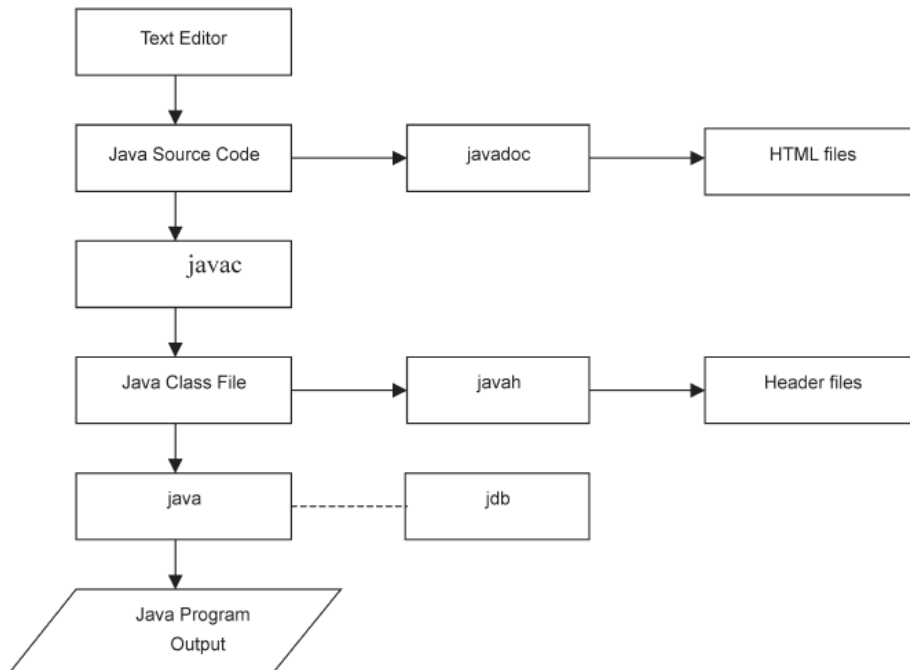 Text Editor
Java Source Code
javadoc
HTML files
javac
Java Class File
javah
Header files
java
jdb
Java Program
Output